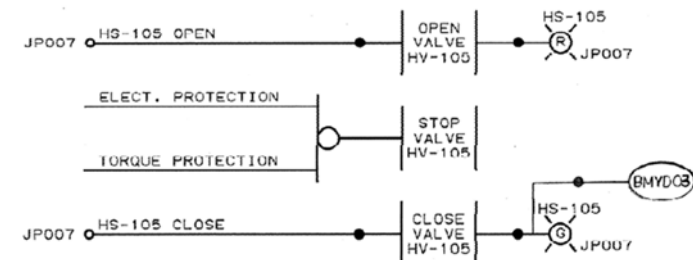 HS-105
JP007 HS-105 OPEN OPEN VALVE HV-105 R
JP007
ELECT. PROTECTION
STOP VALVE HV-105
TORQUE PROTECTION
BMYD03
HS-105
JP007 HS-105 CLOSE CLOSE VALVE HV-105 G
JP007